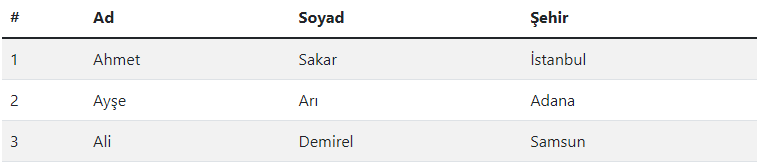 # Ad Soyad Şehir
1 Ahmet Sakar İstanbul
2 Ayşe Arı Adana
3 Ali Demirel Samsun